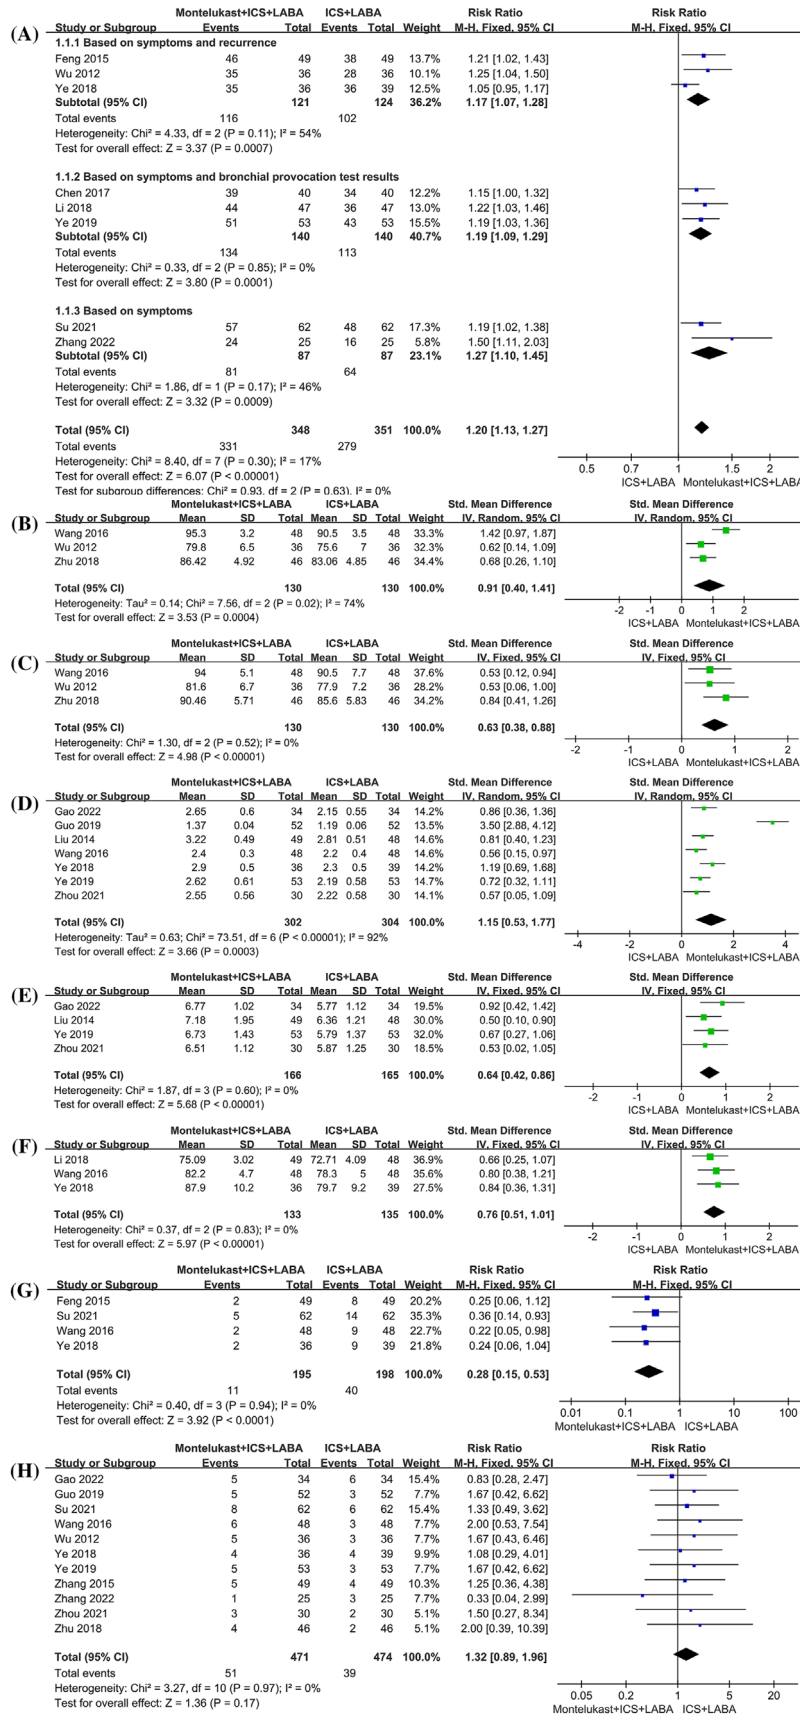 (A)
Montelukast+ICS+LABA ICS+LABA Risk Ratio Risk Ratio
Study or Subgroup Events Total Events Total Weight M-H, Fixed, 95% CI M-H, Fixed, 95% CI
1.1.1 Based on symptoms and recurrence
Feng 2015 46 49 38 49 13.7% 1.21 [1.02, 1.43]
Wu 2012 35 36 28 36 10.1% 1.25 [1.04, 1.50]
Ye 2018 35 36 36 39 12.5% 1.05 [0.95, 1.17]
Subtotal (95% CI) 121 124 36.2% 1.17 [1.07, 1.28]
Total events 116 102
Heterogeneity: Chi² = 4.33, df = 2 (P = 0.11); I² = 54%
Test for overall effect: Z = 3.37 (P = 0.0007)
1.1.2 Based on symptoms and bronchial provocation test results
Chen 2017 39 40 34 40 12.2% 1.15 [1.00, 1.32]
Li 2018 44 47 36 47 13.0% 1.22 [1.03, 1.46]
Ye 2019 51 53 43 53 15.5% 1.19 [1.03, 1.36]
Subtotal (95% CI) 140 140 40.7% 1.19 [1.09, 1.29]
Total events 134 113
Heterogeneity: Chi² = 0.33, df = 2 (P = 0.85); I² = 0%
Test for overall effect: Z = 3.80 (P = 0.0001)
1.1.3 Based on symptoms
Su 2021 57 62 48 62 17.3% 1.19 [1.02, 1.38]
Zhang 2022 24 25 16 25 5.8% 1.50 [1.11, 2.03]
Subtotal (95% CI) 87 87 23.1% 1.27 [1.10, 1.45]
Total events 81 64
Heterogeneity: Chi² = 1.86, df = 1 (P = 0.17); I² = 46%
Test for overall effect: Z = 3.32 (P = 0.0009)
Total (95% CI) 348 351 100.0% 1.20 [1.13, 1.27]
Total events 331 279
Heterogeneity: Chi² = 8.40, df = 7 (P = 0.30); I² = 17%
Test for overall effect: Z = 6.07 (P < 0.00001)
Test for subgroup differences: Chi² = 0.93, df = 2 (P = 0.63), I² = 0%
0.5 0.7 1 1.5 2
ICS+LABA Montelukast+ICS+LABA
(B)
Montelukast+ICS+LABA ICS+LABA Std. Mean Difference Std. Mean Difference
Study or Subgroup Mean SD Total Mean SD Total Weight IV, Random, 95% CI IV, Random, 95% CI
Wang 2016 95.3 3.2 48 90.5 3.5 48 33.3% 1.42 [0.97, 1.87]
Wu 2012 79.8 6.5 36 75.6 7 36 32.3% 0.62 [0.14, 1.09]
Zhu 2018 86.42 4.92 46 83.06 4.85 46 34.4% 0.68 [0.26, 1.10]
Total (95% CI) 130 130 100.0% 0.91 [0.40, 1.41]
Heterogeneity: Tau² = 0.14; Chi² = 7.56, df = 2 (P = 0.02); I² = 74%
Test for overall effect: Z = 3.53 (P = 0.0004)
-2 -1 0 1 2
ICS+LABA Montelukast+ICS+LABA
(C)
Montelukast+ICS+LABA ICS+LABA Std. Mean Difference Std. Mean Difference
Study or Subgroup Mean SD Total Mean SD Total Weight IV, Fixed, 95% CI IV, Fixed, 95% CI
Wang 2016 94 5.1 48 90.5 7.7 48 37.6% 0.53 [0.12, 0.94]
Wu 2012 81.6 6.7 36 77.9 7.2 36 28.2% 0.53 [0.06, 1.00]
Zhu 2018 90.46 5.71 46 85.6 5.83 46 34.2% 0.84 [0.41, 1.26]
Total (95% CI) 130 130 100.0% 0.63 [0.38, 0.88]
Heterogeneity: Chi² = 1.30, df = 2 (P = 0.52); I² = 0%
Test for overall effect: Z = 4.98 (P < 0.00001)
-2 -1 0 1 2
ICS+LABA Montelukast+ICS+LABA
(D)
Montelukast+ICS+LABA ICS+LABA Std. Mean Difference Std. Mean Difference
Study or Subgroup Mean SD Total Mean SD Total Weight IV, Random, 95% CI IV, Random, 95% CI
Gao 2022 2.65 0.6 34 2.15 0.55 34 14.2% 0.86 [0.36, 1.36]
Guo 2019 1.37 0.04 52 1.19 0.06 52 13.5% 3.50 [2.88, 4.12]
Liu 2014 3.22 0.49 49 2.81 0.51 48 14.5% 0.81 [0.40, 1.23]
Wang 2016 2.4 0.3 48 2.2 0.4 48 14.6% 0.56 [0.15, 0.97]
Ye 2018 2.9 0.5 36 2.3 0.5 39 14.2% 1.19 [0.69, 1.68]
Ye 2019 2.62 0.61 53 2.19 0.58 53 14.7% 0.72 [0.32, 1.11]
Zhou 2021 2.55 0.56 30 2.22 0.58 30 14.1% 0.57 [0.05, 1.09]
Total (95% CI) 302 304 100.0% 1.15 [0.53, 1.77]
Heterogeneity: Tau² = 0.63; Chi² = 73.51, df = 6 (P < 0.00001); I² = 92%
Test for overall effect: Z = 3.66 (P = 0.0003)
-4 -2 0 2 4
ICS+LABA Montelukast+ICS+LABA
(E)
Montelukast+ICS+LABA ICS+LABA Std. Mean Difference Std. Mean Difference
Study or Subgroup Mean SD Total Mean SD Total Weight IV, Fixed, 95% CI IV, Fixed, 95% CI
Gao 2022 6.77 1.02 34 5.77 1.12 34 19.5% 0.92 [0.42, 1.42]
Liu 2014 7.18 1.95 49 6.36 1.21 48 30.0% 0.50 [0.10, 0.90]
Ye 2019 6.73 1.43 53 5.79 1.37 53 32.0% 0.67 [0.27, 1.06]
Zhou 2021 6.51 1.12 30 5.87 1.25 30 18.5% 0.53 [0.02, 1.05]
Total (95% CI) 166 165 100.0% 0.64 [0.42, 0.86]
Heterogeneity: Chi² = 1.87, df = 3 (P = 0.60); I² = 0%
Test for overall effect: Z = 5.68 (P < 0.00001)
-2 -1 0 1 2
ICS+LABA Montelukast+ICS+LABA
(F)
Montelukast+ICS+LABA ICS+LABA Std. Mean Difference Std. Mean Difference
Study or Subgroup Mean SD Total Mean SD Total Weight IV, Fixed, 95% CI IV, Fixed, 95% CI
Li 2018 75.09 3.02 49 72.71 4.09 48 36.9% 0.66 [0.25, 1.07]
Wang 2016 82.2 4.7 48 78.3 5 48 35.6% 0.80 [0.38, 1.21]
Ye 2018 87.9 10.2 36 79.7 9.2 39 27.5% 0.84 [0.36, 1.31]
Total (95% CI) 133 135 100.0% 0.76 [0.51, 1.01]
Heterogeneity: Chi² = 0.37, df = 2 (P = 0.83); I² = 0%
Test for overall effect: Z = 5.97 (P < 0.00001)
-2 -1 0 1 2
ICS+LABA Montelukast+ICS+LABA
(G)
Montelukast+ICS+LABA ICS+LABA Risk Ratio Risk Ratio
Study or Subgroup Events Total Events Total Weight M-H, Fixed, 95% CI M-H, Fixed, 95% CI
Feng 2015 2 49 8 49 20.2% 0.25 [0.06, 1.12]
Su 2021 5 62 14 62 35.3% 0.36 [0.14, 0.93]
Wang 2016 2 48 9 48 22.7% 0.22 [0.05, 0.98]
Ye 2018 2 36 9 39 21.8% 0.24 [0.06, 1.04]
Total (95% CI) 195 198 100.0% 0.28 [0.15, 0.53]
Total events 11 40
Heterogeneity: Chi² = 0.40, df = 3 (P = 0.94); I² = 0%
Test for overall effect: Z = 3.92 (P < 0.0001)
0.01 0.1 1 10 100
Montelukast+ICS+LABA ICS+LABA
(H)
Montelukast+ICS+LABA ICS+LABA Risk Ratio Risk Ratio
Study or Subgroup Events Total Events Total Weight M-H, Fixed, 95% CI M-H, Fixed, 95% CI
Gao 2022 5 34 6 34 15.4% 0.83 [0.28, 2.47]
Guo 2019 5 52 3 52 7.7% 1.67 [0.42, 6.62]
Su 2021 8 62 6 62 15.4% 1.33 [0.49, 3.62]
Wang 2016 6 48 3 48 7.7% 2.00 [0.53, 7.54]
Wu 2012 5 36 3 36 7.7% 1.67 [0.43, 6.46]
Ye 2018 4 36 4 39 9.9% 1.08 [0.29, 4.01]
Ye 2019 5 53 3 53 7.7% 1.67 [0.42, 6.62]
Zhang 2015 5 49 4 49 10.3% 1.25 [0.36, 4.38]
Zhang 2022 1 25 3 25 7.7% 0.33 [0.04, 2.99]
Zhou 2021 3 30 2 30 5.1% 1.50 [0.27, 8.34]
Zhu 2018 4 46 2 46 5.1% 2.00 [0.39, 10.39]
Total (95% CI) 471 474 100.0% 1.32 [0.89, 1.96]
Total events 51 39
Heterogeneity: Chi² = 3.27, df = 10 (P = 0.97); I² = 0%
Test for overall effect: Z = 1.36 (P = 0.17)
0.05 0.2 1 5 20
Montelukast+ICS+LABA ICS+LABA